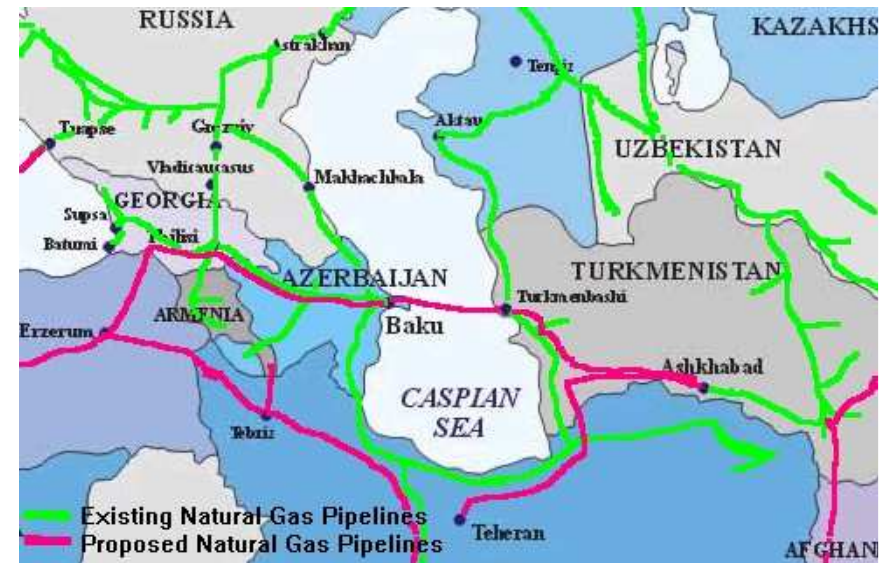 RUSSIA
KAZAKHS
Astrakhan
Tengiz
Aktau
Tuapse
Grozniy
UZBEKISTAN
Vladicaucasus
Makhachkala
GEORGIA
Supsa
Batumi
Tbilisi
AZERBAIJAN
TURKMENISTAN
Turkmenbashi
ARMENIA
Baku
Erzerum
Ashkhabad
CASPIAN
SEA
Tebriz
Existing Natural Gas Pipelines
Teheran
Proposed Natural Gas Pipelines
AFGHAN